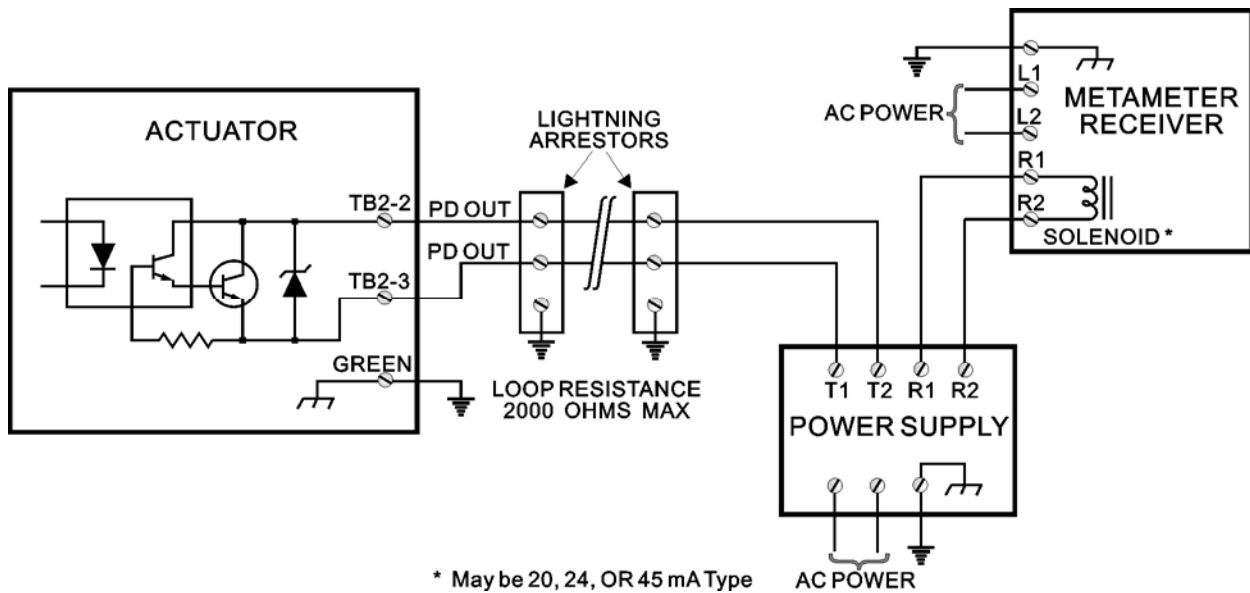 ACTUATOR
TB2-2
TB2-3
GREEN
PD OUT
PD OUT
LIGHTNING
ARRESTORS
LOOP RESISTANCE
2000 OHMS MAX
AC POWER
L1
L2
R1
R2
METAMETER
RECEIVER
SOLENOID *
T1 T2 R1 R2
POWER SUPPLY
AC POWER
* May be 20, 24, OR 45 mA Type